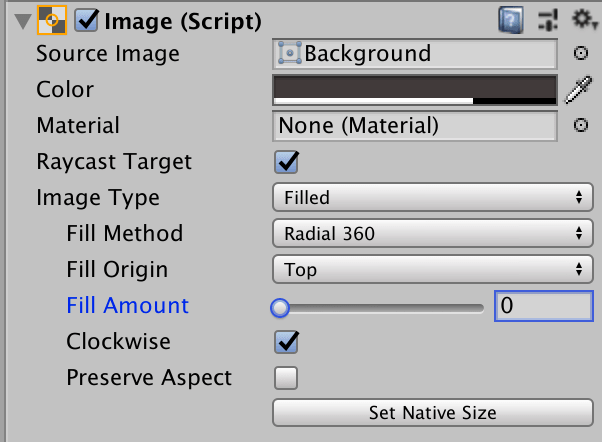 Image (Script)
Source Image Background
Color
Material None (Material)
Raycast Target
Image Type Filled
Fill Method Radial 360
Fill Origin Top
Fill Amount 0
Clockwise
Preserve Aspect
Set Native Size